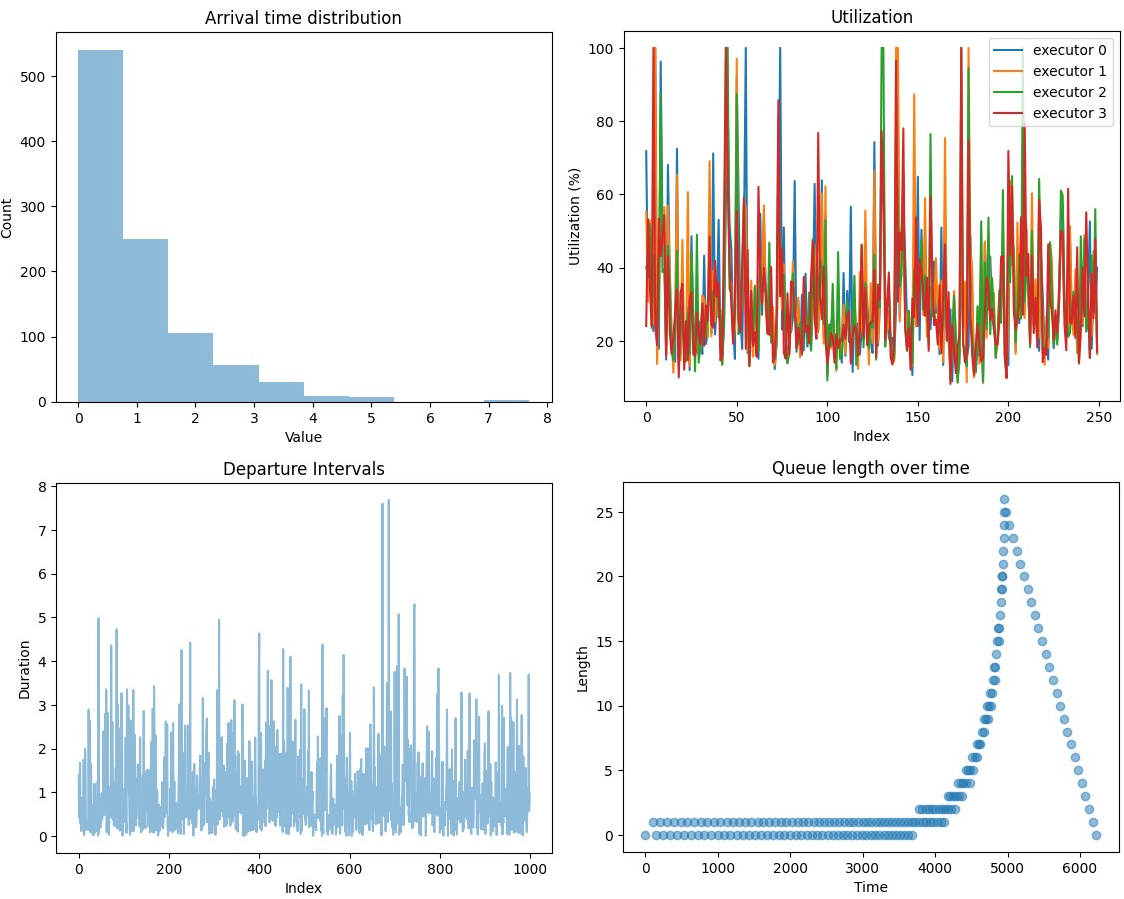 Arrival time distribution
Count
500
400
300
200
100
0
0 1 2 3 4 5 6 7 8
Value
Utilization
Utilization (%)
100
80
60
40
20
executor 0
executor 1
executor 2
executor 3
0 50 100 150 200 250
Index
Departure Intervals
Duration
8
7
6
5
4
3
2
1
0
0 200 400 600 800 1000
Index
Queue length over time
Length
25
20
15
10
5
0
0 1000 2000 3000 4000 5000 6000
Time